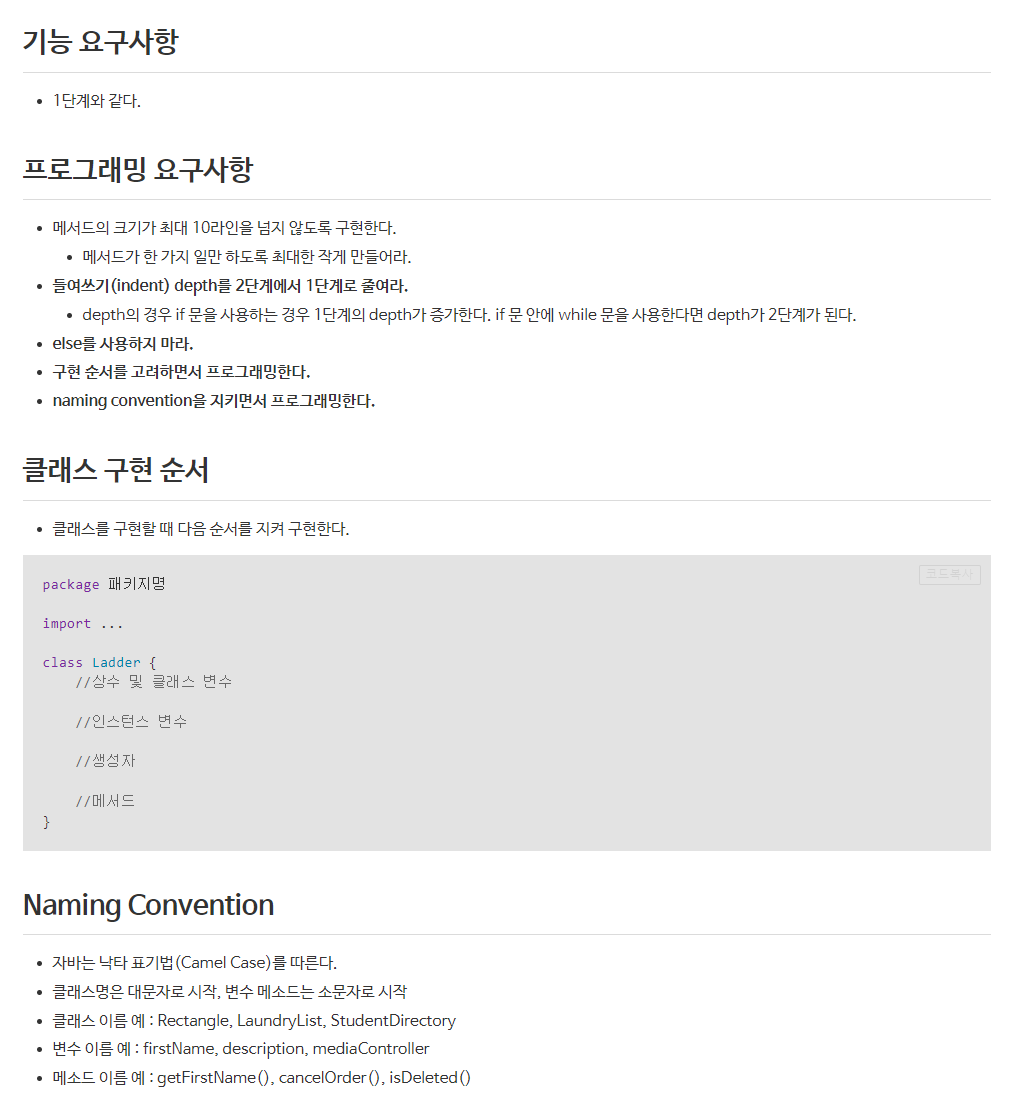 기능 요구사항
1단계와 같다.
프로그래밍 요구사항
메서드의 크기가 최대 10라인을 넘지 않도록 구현한다.
메서드가 한 가지 일만 하도록 최대한 작게 만들어라.
들여쓰기(indent) depth를 2단계에서 1단계로 줄여라.
depth의 경우 if 문을 사용하는 경우 1단계의 depth가 증가한다. if 문 안에 while 문을 사용한다면 depth가 2단계가 된다.
else를 사용하지 마라.
구현 순서를 고려하면서 프로그래밍한다.
naming convention을 지키면서 프로그래밍한다.
클래스 구현 순서
클래스를 구현할 때 다음 순서를 지켜 구현한다.
코드복사
package 패키지명
import ...
class Ladder {
//상수 및 클래스 변수
//인스턴스 변수
//생성자
//메서드
}
Naming Convention
자바는 낙타 표기법(Camel Case)를 따른다.
클래스명은 대문자로 시작, 변수 메소드는 소문자로 시작
클래스 이름 예 : Rectangle, LaundryList, StudentDirectory
변수 이름 예 : firstName, description, mediaController
메소드 이름 예 : getFirstName(), cancelOrder(), isDeleted()